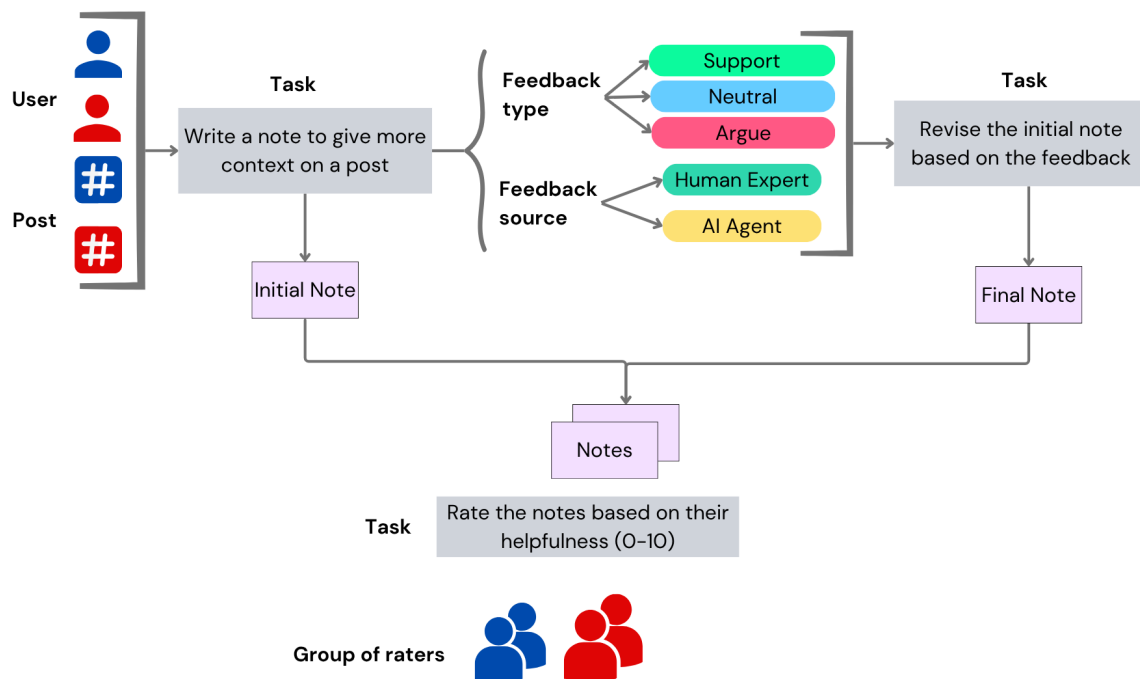 User
Post
#
#
Task
Write a note to give more
context on a post
Initial Note
Feedback
type
Support
Neutral
Argue
Feedback
source
Human Expert
AI Agent
Task
Revise the initial note
based on the feedback
Final Note
Notes
Task
Rate the notes based on their
helpfulness (0-10)
Group of raters